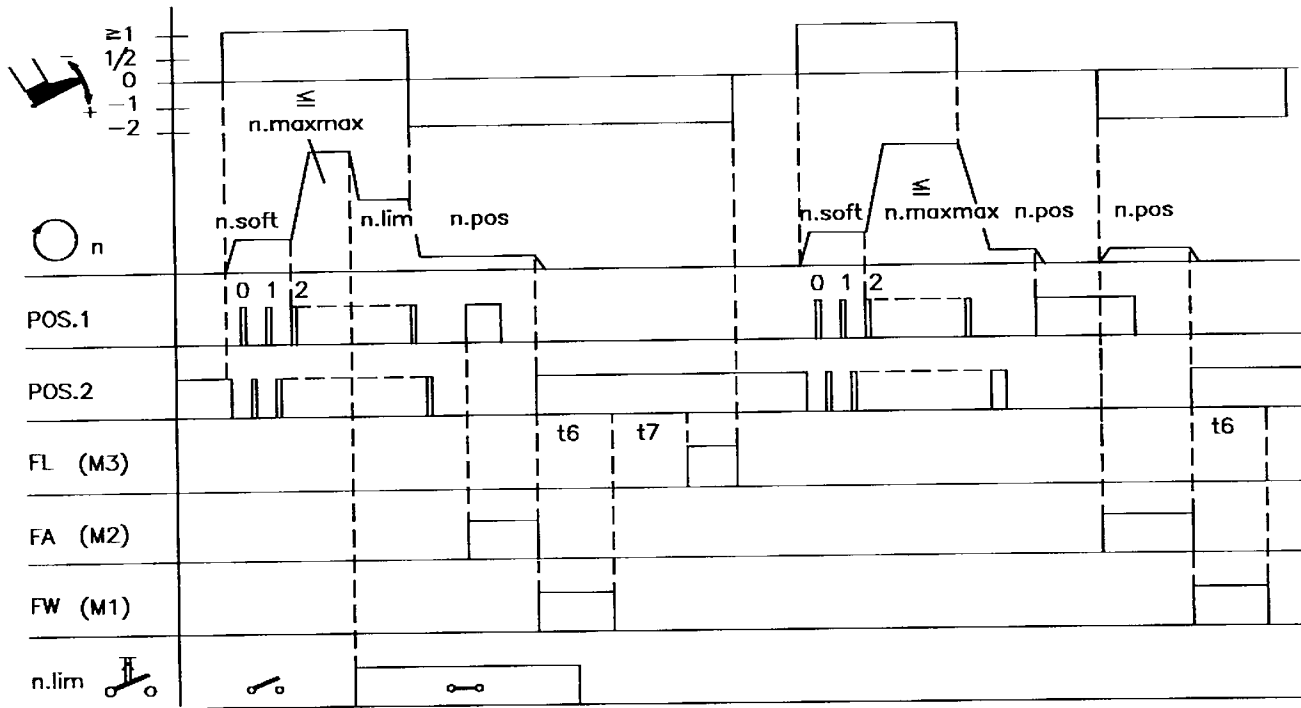 ≧1
1/2
0
-1
-2
-
+
≦
n.maxmax
n.soft
n.lim
n.pos
n.soft
≦
n.maxmax
n.pos
n.pos
n
0 1 2
0 1 2
POS.1
POS.2
t6
t7
t6
FL (M3)
FA (M2)
FW (M1)
n.lim